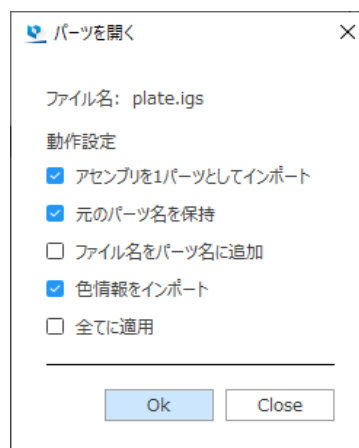 パーツを開く
ファイル名: plate.igs
動作設定
アセンブリを1パーツとしてインポート
元のパーツ名を保持
ファイル名をパーツ名に追加
色情報をインポート
全てに適用
Ok Close